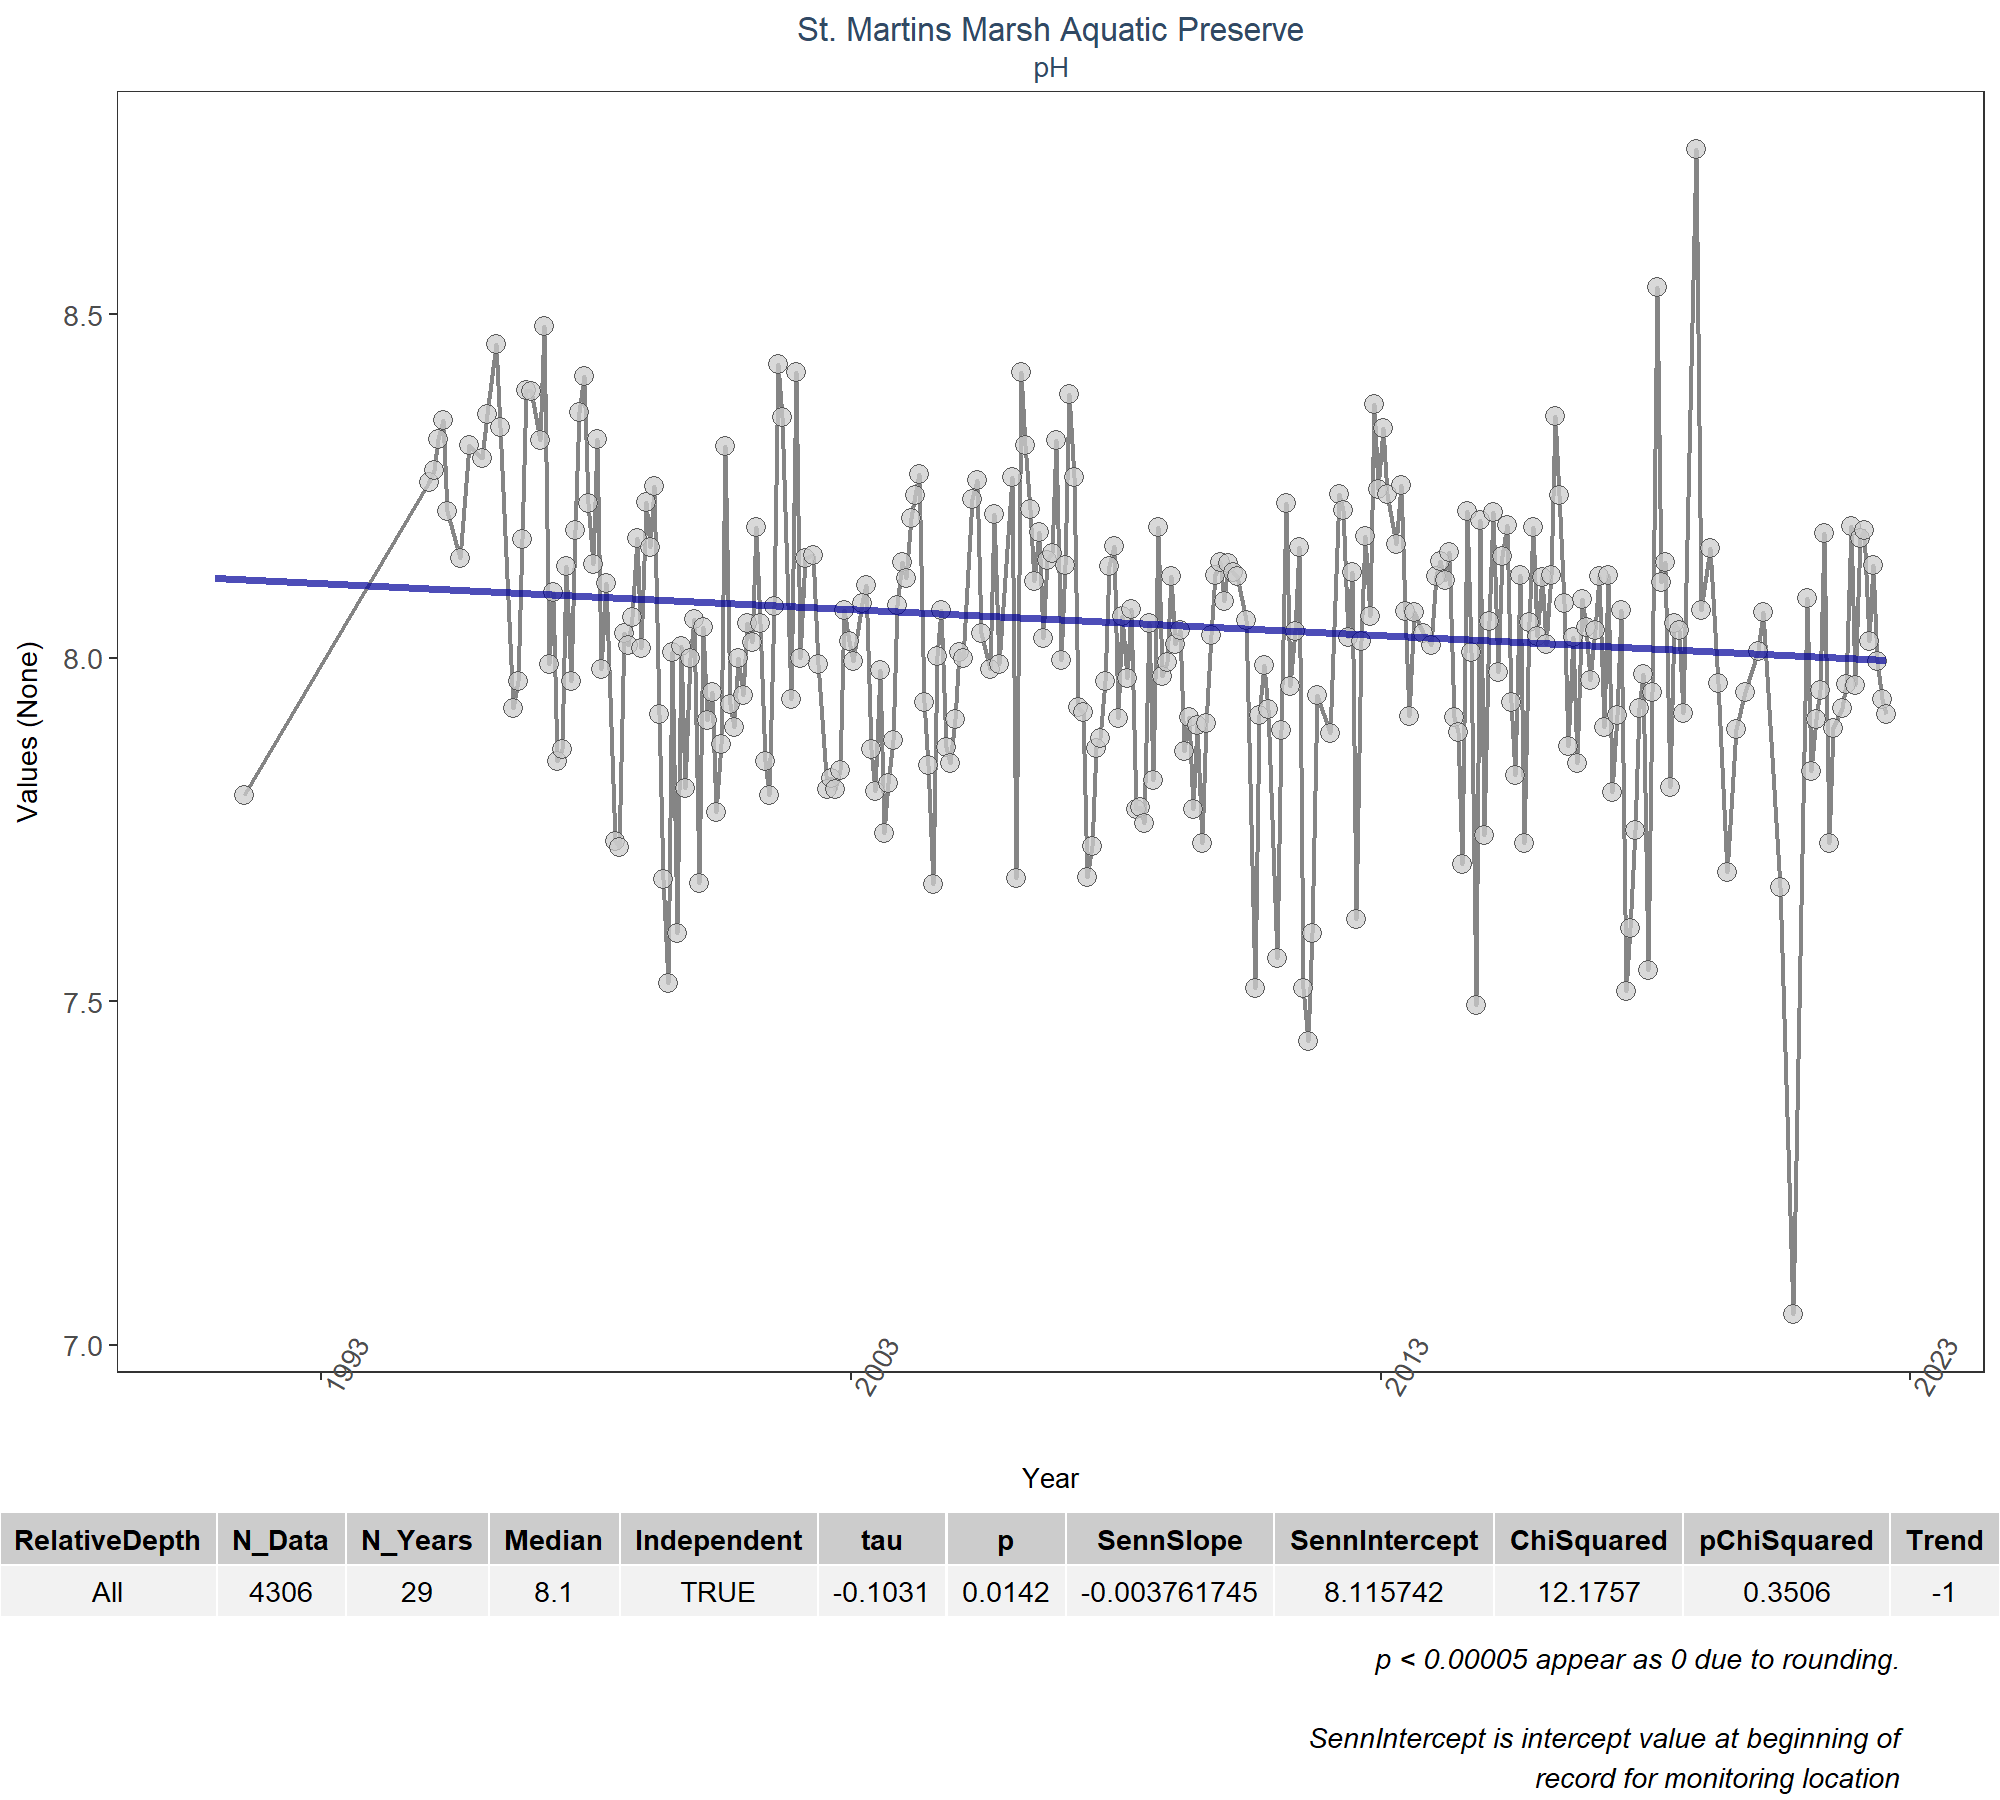 St. Martins Marsh Aquatic Preserve
pH
Values (None)
8.5
8.0
7.5
7.0
1993
2003
2013
2023
Year
RelativeDepth N_Data N_Years Median Independent tau p SennSlope SennIntercept ChiSquared pChiSquared Trend
All 4306 29 8.1 TRUE -0.1031 0.0142 -0.003761745 8.115742 12.1757 0.3506 -1
p < 0.00005 appear as 0 due to rounding.
SennIntercept is intercept value at beginning of
record for monitoring location